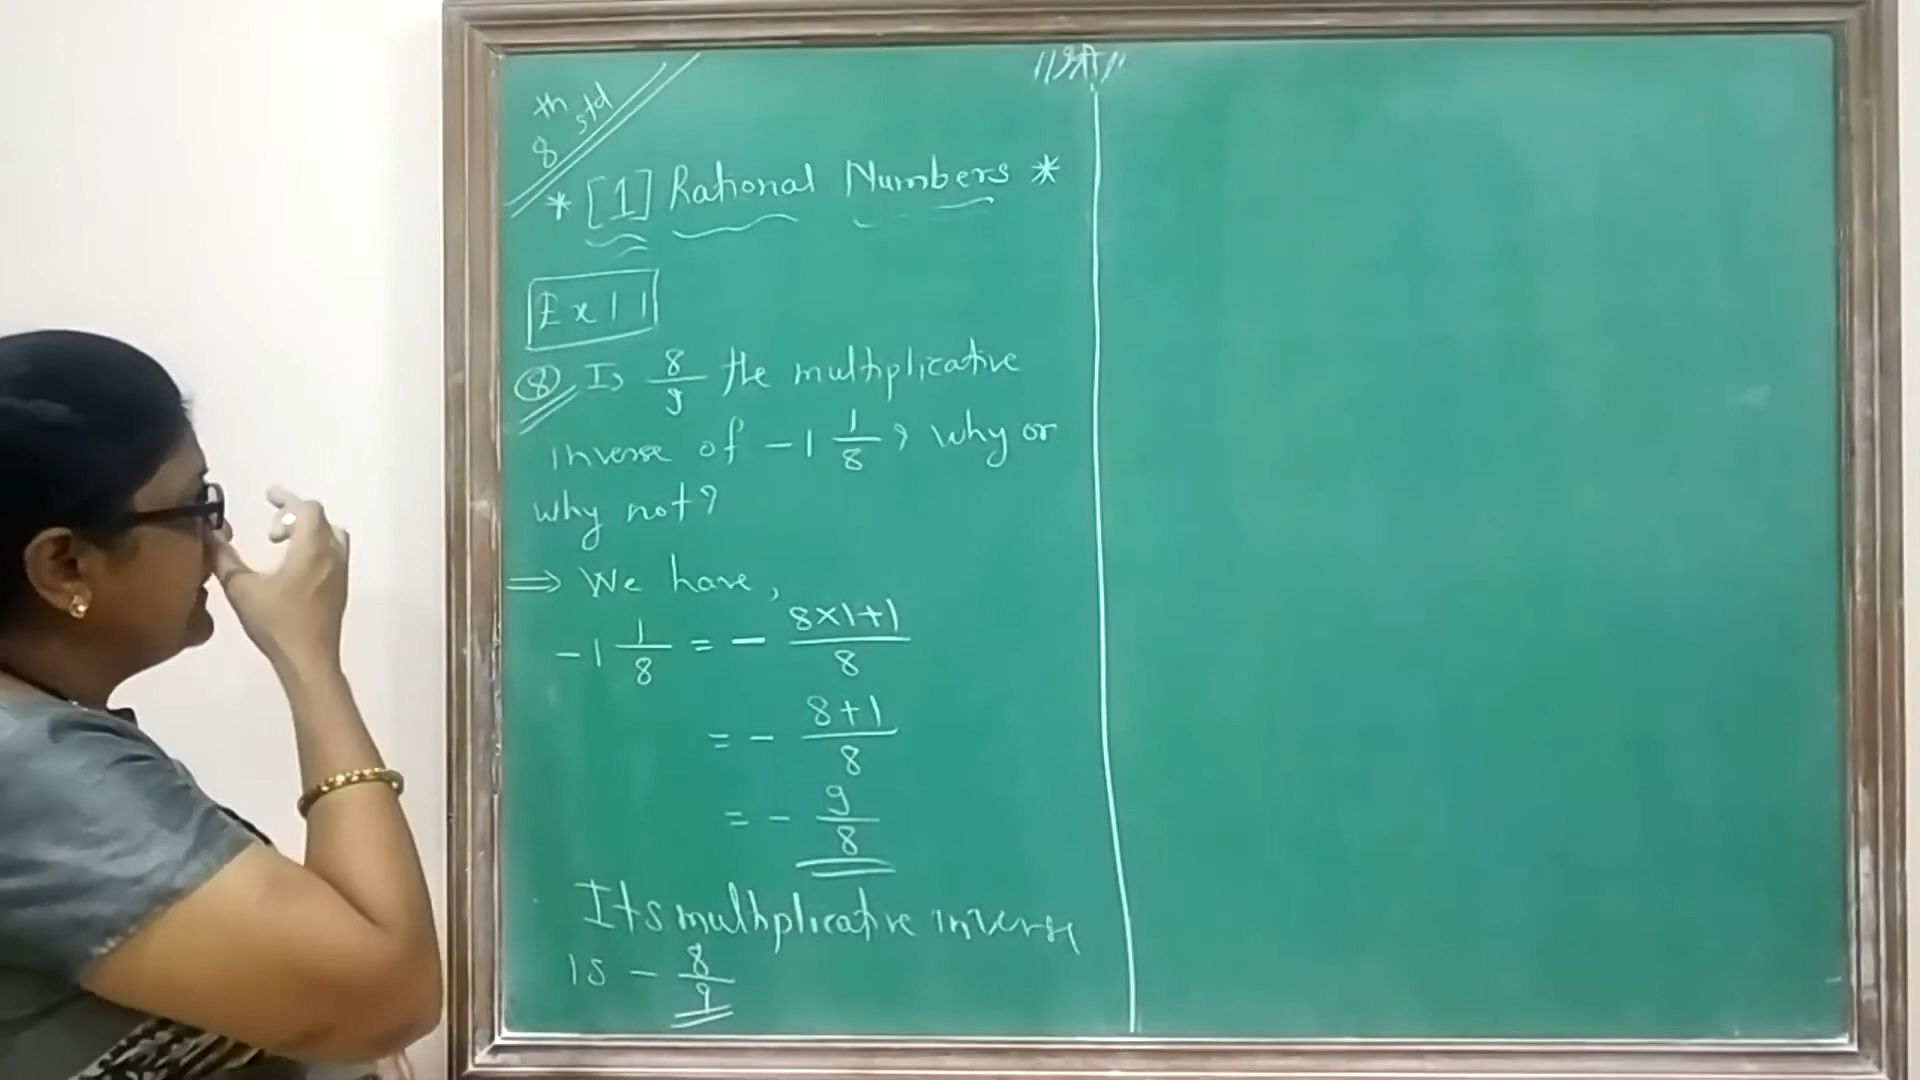 8th std
* [1] Rational Numbers *
Ex 1 1
(8) Is 8/9 the multiplicative
inverse of -1 1/8 ? Why or
why not?
⇒ We have,
-1 1/8 = - 8×1+1/8
= - 8+1/8
= - 9/8
Its multiplicative inverse
is - 8/9